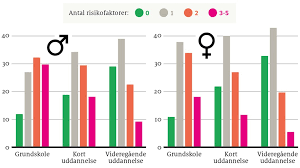 Antal risikofaktorer: 0 1 2 3-5
40 40
30 30
20 20
10 10
0 0
Grundskole Kort uddannelse Videregående uddannelse
Grundskole Kort uddannelse Videregående uddannelse